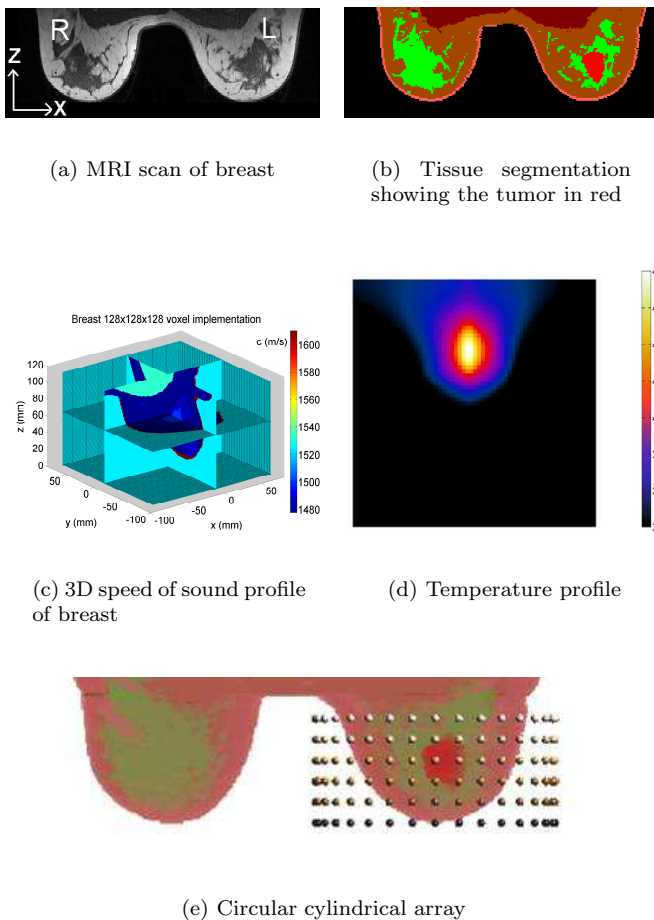 R
L
z
x
(a) MRI scan of breast
(b) Tissue segmentation
showing the tumor in red
Breast 128x128x128 voxel implementation
c (m/s)
1600
1580
1560
1540
1520
1500
1480
120
100
80
60
40
20
0
z (mm)
50
0
-50
-100
y (mm)
-100
-50
0
50
x (mm)
(c) 3D speed of sound profile
of breast
(d) Temperature profile
(e) Circular cylindrical array